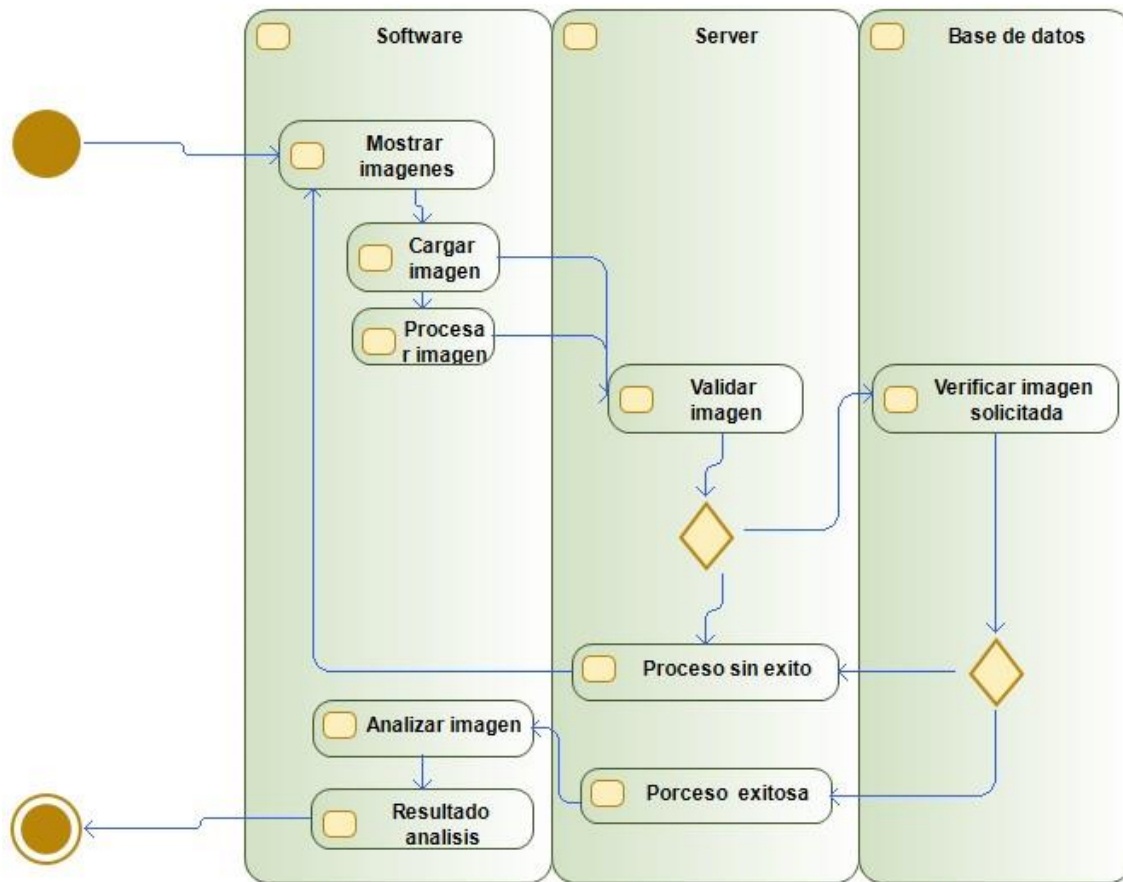 Software
Server
Base de datos
Mostrar
imagenes
Cargar
imagen
Procesa
r imagen
Validar
imagen
Verificar imagen
solicitada
Proceso sin exito
Analizar imagen
Porceso exitosa
Resultado
analisis